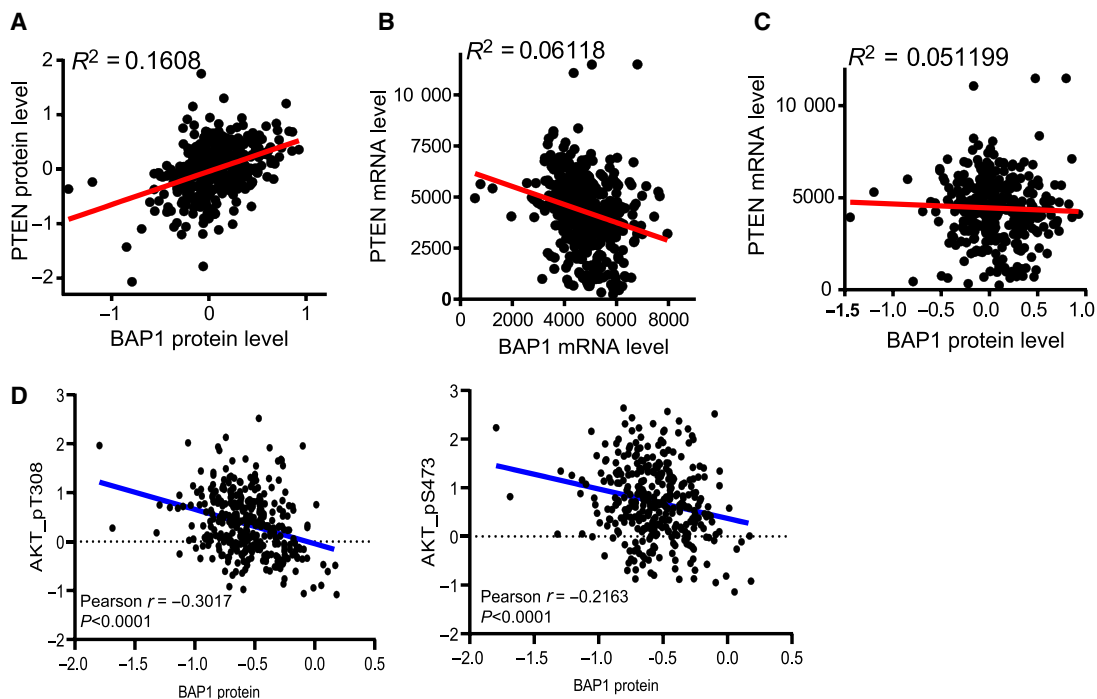 A
R² = 0.1608
PTEN protein level
2
1
0
−1
−2
−1
0
1
BAP1 protein level
B
R² = 0.06118
PTEN mRNA level
10 000
7500
5000
2500
0
0
2000
4000
6000
8000
BAP1 mRNA level
C
R² = 0.051199
PTEN mRNA level
10 000
5000
0
−1.5
−1.0
−0.5
0.0
0.5
1.0
BAP1 protein level
D
AKT_pT308
3
2
1
0
−1
−2
Pearson r = −0.3017
P<0.0001
−2.0
−1.5
−1.0
−0.5
0.0
0.5
BAP1 protein
AKT_pS473
3
2
1
0
−1
−2
Pearson r = −0.2163
P<0.0001
−2.0
−1.5
−1.0
−0.5
0.0
0.5
BAP1 protein